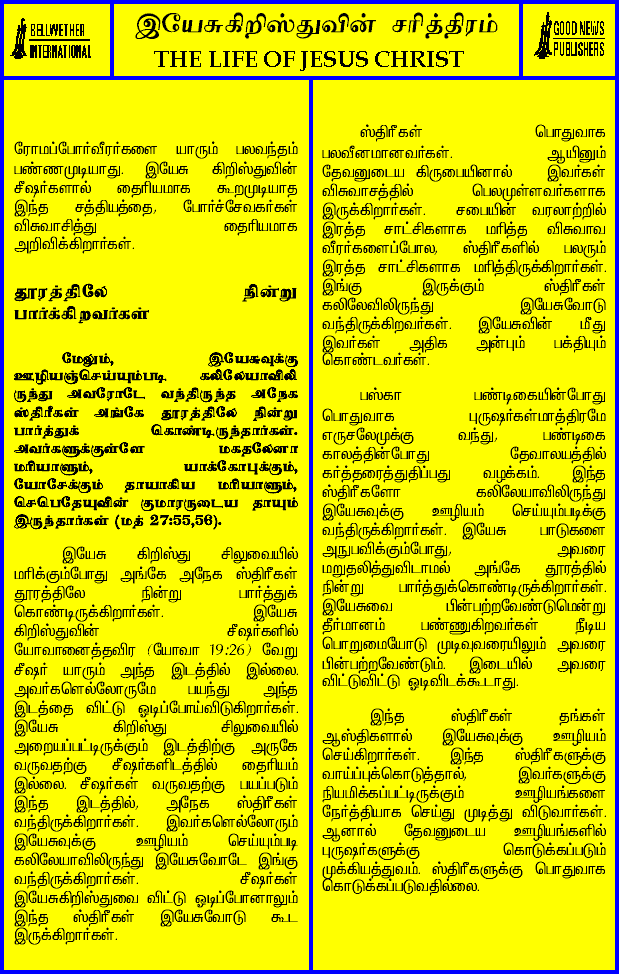 BELLWETHER
INTERNATIONAL
இயேசுகிறிஸ்துவின் சரித்திரம்
THE LIFE OF JESUS CHRIST
GOOD NEWS
PUBLISHERS
ரோமப்போர்வீரர்களை யாரும் பலவந்தம்
பண்ணமுடியாது. இயேசு கிறிஸ்துவின்
சீஷர்களால் தைரியமாக கூறமுடியாத
இந்த சத்தியத்தை, போர்ச்சேவகர்கள்
விசுவாசித்து தைரியமாக
அறிவிக்கிறார்கள்.
தூரத்திலே நின்று
பார்க்கிறவர்கள்
மேலும், இயேசுவுக்கு
ஊழியஞ்செய்யும்படி கலிலேயாவிலி
ருந்து அவரோடே வந்திருந்த அநேக
ஸ்திரீகள் அங்கே தூரத்திலே நின்று
பார்த்துக் கொண்டிருந்தார்கள்.
அவர்களுக்குள்ளே மகதலேனா
மரியாளும், யாக்கோபுக்கும்,
யோசேக்கும் தாயாகிய மரியாளும்,
செபெதேயுவின் குமாரருடைய தாயும்
இருந்தார்கள் (மத் 27:55,56).
இயேசு கிறிஸ்து சிலுவையில்
மரிக்கும்போது அங்கே அநேக ஸ்திரீகள்
தூரத்திலே நின்று பார்த்துக்
கொண்டிருக்கிறார்கள். இயேசு
கிறிஸ்துவின் சீஷர்களில்
யோவானைத்தவிர (யோவா 19:26) வேறு
சீஷர் யாரும் அந்த இடத்தில் இல்லை.
அவர்களெல்லோருமே பயந்து அந்த
இடத்தை விட்டு ஓடிப்போய்விடுகிறார்கள்.
இயேசு கிறிஸ்து சிலுவையில்
அறையப்பட்டிருக்கும் இடத்திற்கு அருகே
வருவதற்கு சீஷர்களிடத்தில் தைரியம்
இல்லை. சீஷர்கள் வருவதற்கு பயப்படும்
இந்த இடத்தில், அநேக ஸ்திரீகள்
வந்திருக்கிறார்கள். இவர்களெல்லோரும்
இயேசுவுக்கு ஊழியம் செய்யும்படி
கலிலேயாவிலிருந்து இயேசுவோடே இங்கு
வந்திருக்கிறார்கள். சீஷர்கள்
இயேசுகிறிஸ்துவை விட்டு ஓடிப்போனாலும்
இந்த ஸ்திரீகள் இயேசுவோடு கூட
இருக்கிறார்கள்.
ஸ்திரீகள் பொதுவாக
பலவீனமானவர்கள். ஆயினும்
தேவனுடைய கிருபையினால் இவர்கள்
விசுவாசத்தில் பெலமுள்ளவர்களாக
இருக்கிறார்கள். சபையின் வரலாற்றில்
இரத்த சாட்சிகளாக மரித்த விசுவாவ
வீரர்களைப்போல, ஸ்திரீகளில் பலரும்
இரத்த சாட்சிகளாக மரித்திருக்கிறார்கள்.
இங்கு இருக்கும் ஸ்திரீகள்
கலிலேவிலிருந்து இயேசுவோடு
வந்திருக்கிறவர்கள். இயேசுவின் மீது
இவர்கள் அதிக அன்பும் பக்தியும்
கொண்டவர்கள்.
பஸ்கா பண்டிகையின்போது
பொதுவாக புருஷர்கள்மாத்திரமே
எருசலேமுக்கு வந்து, பண்டிகை
காலத்தின்போது தேவாலயத்தில்
கர்த்தரைத்துதிப்பது வழக்கம். இந்த
ஸ்திரீகளோ கலிலேயாவிலிருந்து
இயேசுவுக்கு ஊழியம் செய்யும்படிக்கு
வந்திருக்கிறார்கள். இயேசு பாடுகளை
அநுபவிக்கும்போது, அவரை
மறுதலித்துவிடாமல் அங்கே தூரத்தில்
நின்று பார்த்துக்கொண்டிருக்கிறார்கள்.
இயேசுவை பின்பற்றவேண்டுமென்று
தீர்மானம் பண்ணுகிறவர்கள் நீடிய
பொறுமையோடு முடிவுவரையிலும் அவரை
பின்பற்றவேண்டும். இடையில் அவரை
விட்டுவிட்டு ஓடிவிடக்கூடாது.
இந்த ஸ்திரீகள் தங்கள்
ஆஸ்திகளால் இயேசுவுக்கு ஊழியம்
செய்கிறார்கள். இந்த ஸ்திரீகளுக்கு
வாய்ப்புக்கொடுத்தால், இவர்களுக்கு
நியமிக்கப்பட்டிருக்கும் ஊழியங்களை
நேர்த்தியாக செய்து முடித்து விடுவார்கள்.
ஆனால் தேவனுடைய ஊழியங்களில்
புருஷர்களுக்கு கொடுக்கப்படும்
முக்கியத்துவம். ஸ்திரீகளுக்கு பொதுவாக
கொடுக்கப்படுவதில்லை.